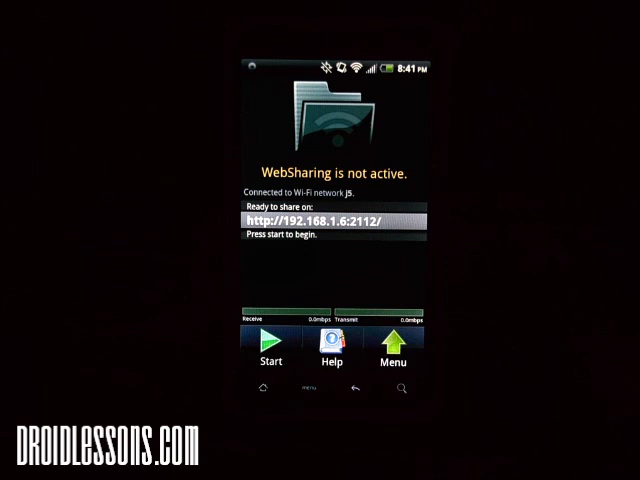 8:41 PM
WebSharing is not active.
Connected to Wi-Fi network j5.
Ready to share on:
http://192.168.1.6:2112/
Press start to begin.
Receive 0.0mbps Transmit 0.0mbps
Start Help Menu
menu
DROIDLESSONS.COM